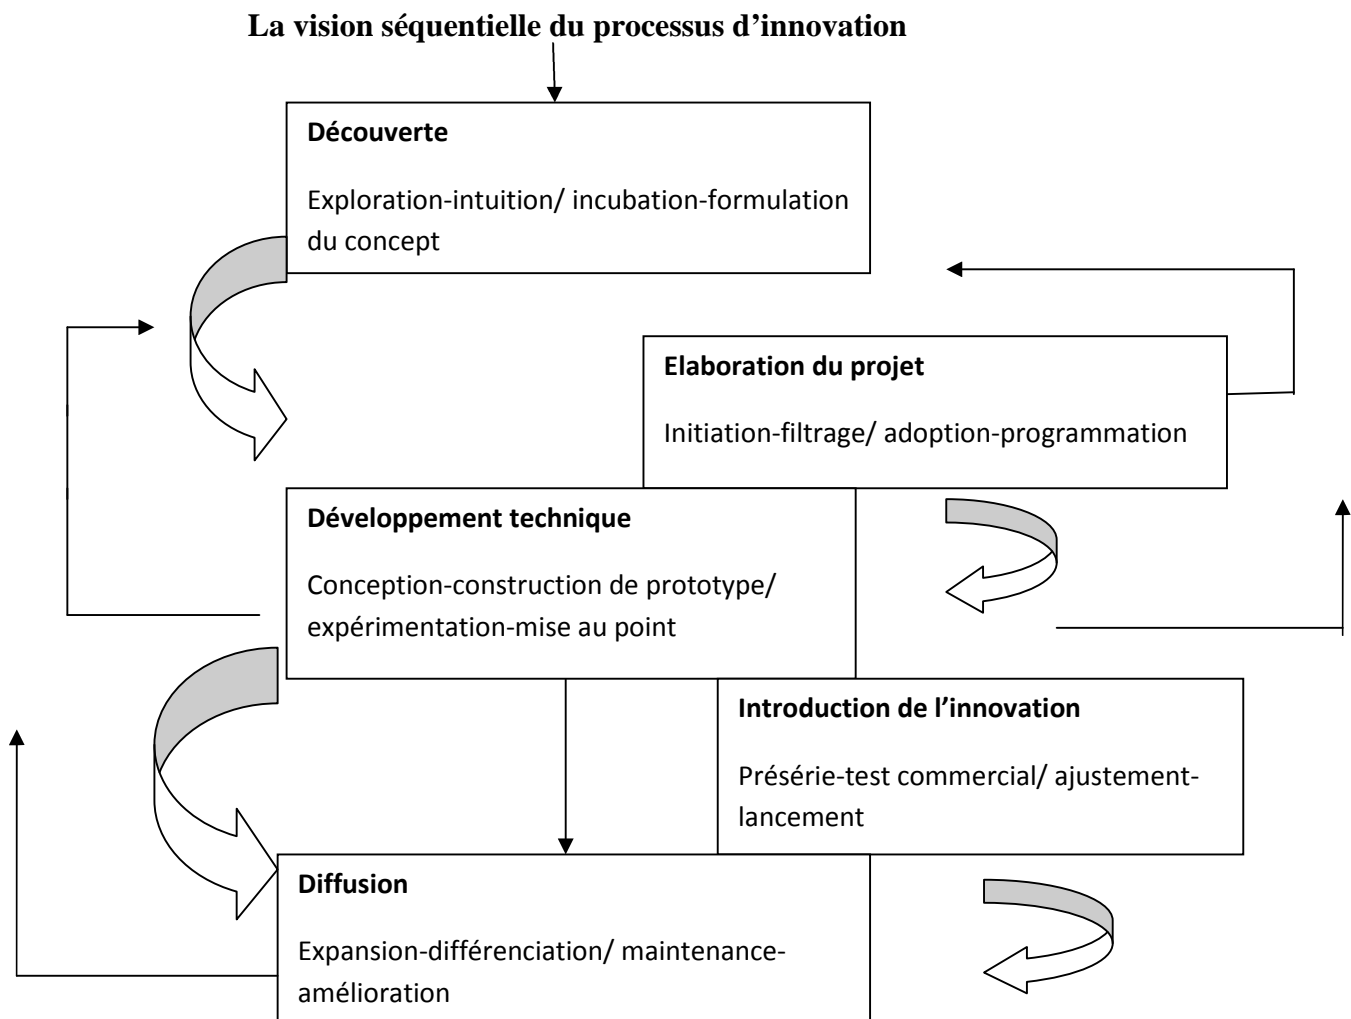 La vision séquentielle du processus d’innovation
Découverte
Exploration-intuition/ incubation-formulation
du concept
Elaboration du projet
Initiation-filtrage/ adoption-programmation
Développement technique
Conception-construction de prototype/
expérimentation-mise au point
Introduction de l’innovation
Présérie-test commercial/ ajustement-
lancement
Diffusion
Expansion-différenciation/ maintenance-
amélioration